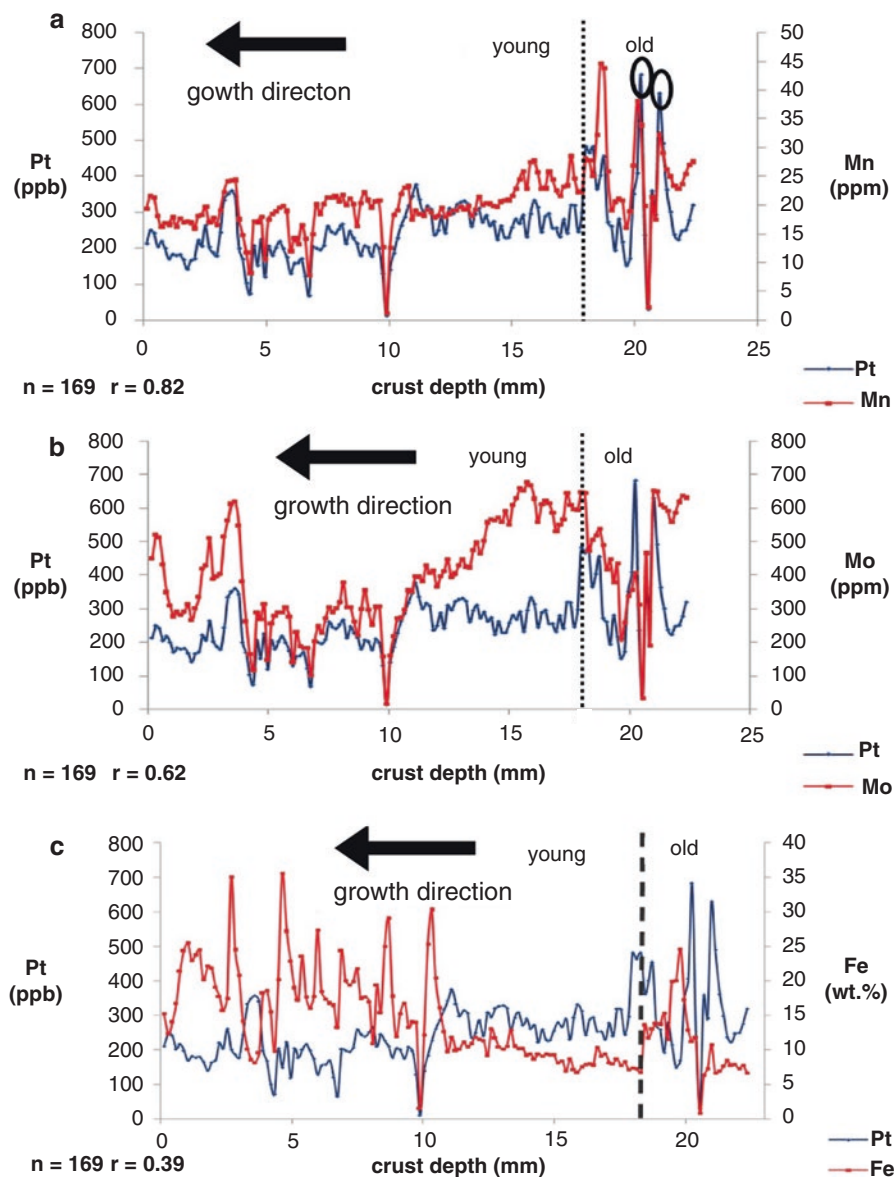 a
800
700
600
500
400
300
200
100
0
Pt
(ppb)
gowth directon
young
old
50
45
40
35
30
25
20
15
10
5
0
Mn
(ppm)
0 5 10 15 20 25
n = 169 r = 0.82
crust depth (mm)
Pt
Mn
b
800
700
600
500
400
300
200
100
0
Pt
(ppb)
growth direction
young
old
800
700
600
500
400
300
200
100
0
Mo
(ppm)
0 5 10 15 20 25
n = 169 r = 0.62
crust depth (mm)
Pt
Mo
c
800
700
600
500
400
300
200
100
0
Pt
(ppb)
growth direction
young
old
40
35
30
25
20
15
10
5
0
Fe
(wt.%)
0 5 10 15 20
n = 169 r = 0.39
crust depth (mm)
Pt
Fe